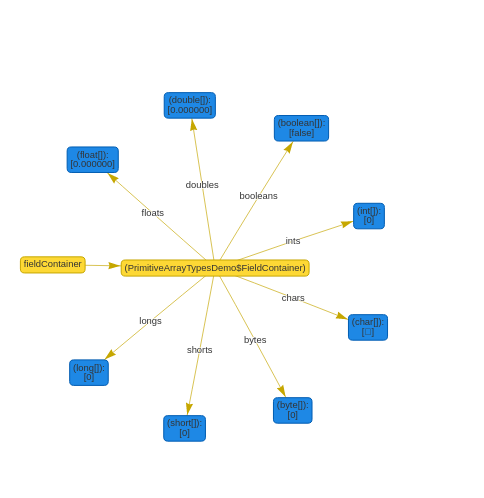 (double[]):
[0.000000]
(boolean[]):
[false]
(float[]):
[0.000000]
doubles
booleans
floats
(int[]):
[0]
ints
fieldContainer
(PrimitiveArrayTypesDemo$FieldContainer)
chars
(char[]):
[□]
longs
shorts
bytes
(long[]):
[0]
(byte[]):
[0]
(short[]):
[0]